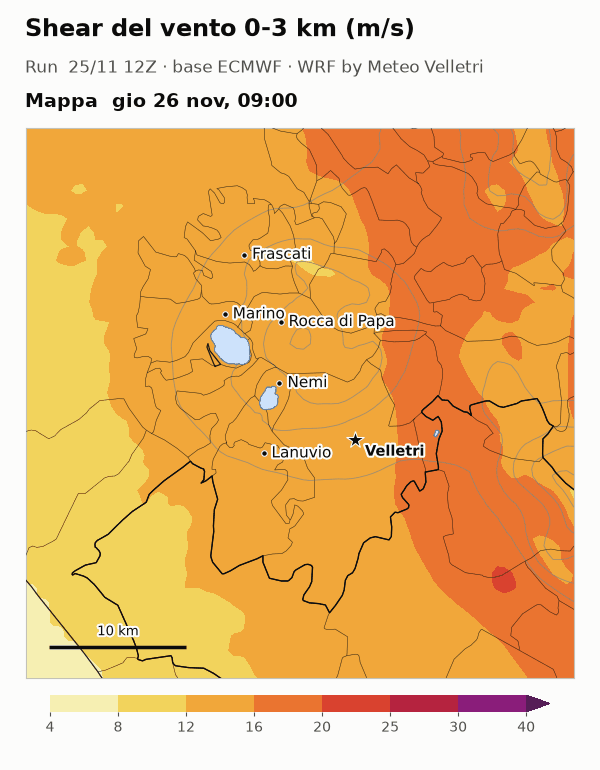 Shear del vento 0-3 km (m/s)
Run  25/11 12Z · base ECMWF · WRF by Meteo Velletri
Mappa  gio 26 nov, 09:00
Frascati
Marino
Rocca di Papa
Nemi
Velletri
Lanuvio
10 km
4 8 12 16 20 25 30 40